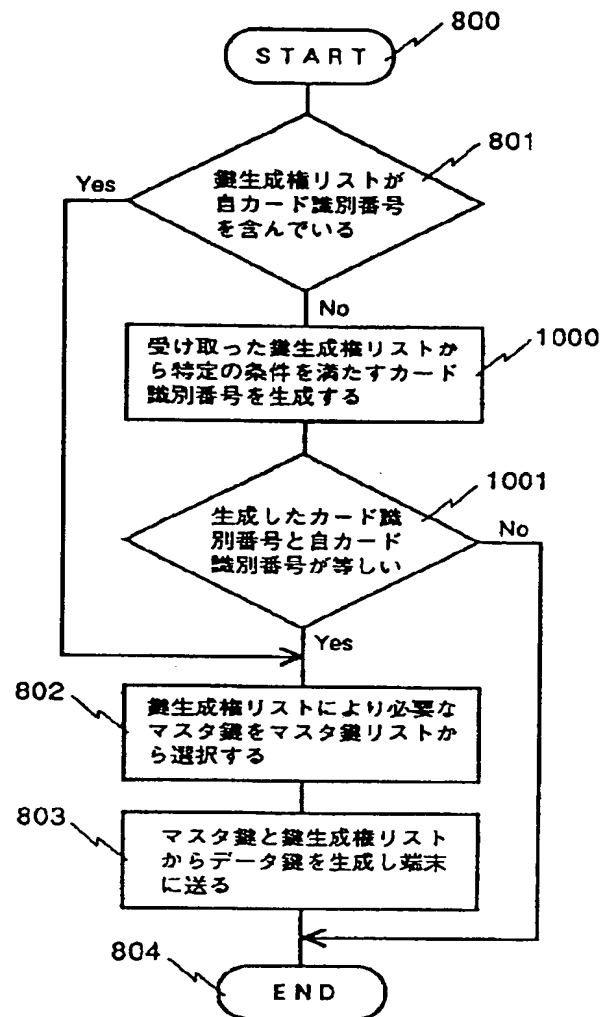 800
START
801
鍵生成権リストが
自カード識別番号
を含んでいる
Yes
No
1000
受け取った鍵生成権リストか
ら特定の条件を満たすカード
識別番号を生成する
1001
生成したカード識
別番号と自カード
識別番号が等しい
No
Yes
802
鍵生成権リストにより必要な
マスタ鍵をマスタ鍵リストか
ら選択する
803
マスタ鍵と鍵生成権リスト
からデータ鍵を生成し端末
に送る
804
END